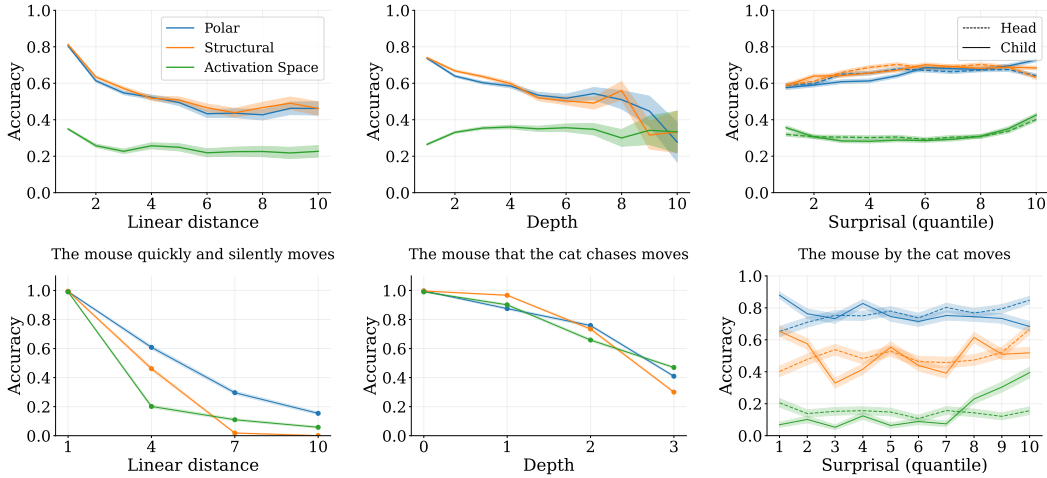 1.0
0.8
0.6
0.4
0.2
0.0
Accuracy
2 4 6 8 10
Linear distance
Polar
Structural
Activation Space
1.0
0.8
0.6
0.4
0.2
0.0
Accuracy
2 4 6 8 10
Depth
1.0
0.8
0.6
0.4
0.2
0.0
Accuracy
2 4 6 8 10
Surprisal (quantile)
Head
Child
The mouse quickly and silently moves
1.0
0.8
0.6
0.4
0.2
0.0
Accuracy
1 4 7 10
Linear distance
The mouse that the cat chases moves
1.0
0.8
0.6
0.4
0.2
0.0
Accuracy
0 1 2 3
Depth
The mouse by the cat moves
1.0
0.8
0.6
0.4
0.2
0.0
Accuracy
1 2 3 4 5 6 7 8 9 10
Surprisal (quantile)